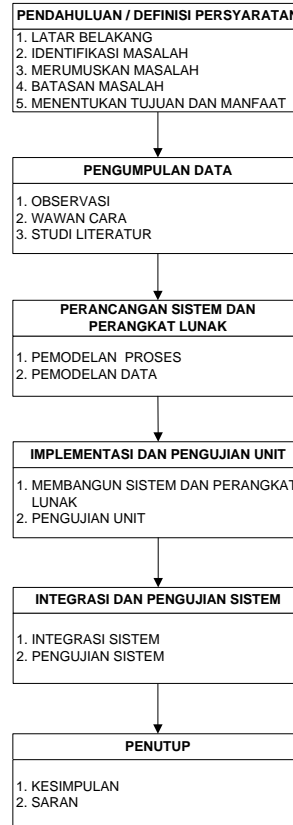 PENDAHULUAN / DEFINISI PERSYARATAN
1. LATAR BELAKANG
2. IDENTIFIKASI MASALAH
3. MERUMUSKAN MASALAH
4. BATASAN MASALAH
5. MENENTUKAN TUJUAN DAN MANFAAT
PENGUMPULAN DATA
1. OBSERVASI
2. WAWAN CARA
3. STUDI LITERATUR
PERANCANGAN SISTEM DAN
PERANGKAT LUNAK
1. PEMODELAN PROSES
2. PEMODELAN DATA
IMPLEMENTASI DAN PENGUJIAN UNIT
1. MEMBANGUN SISTEM DAN PERANGKAT
LUNAK
2. PENGUJIAN UNIT
INTEGRASI DAN PENGUJIAN SISTEM
1. INTEGRASI SISTEM
2. PENGUJIAN SISTEM
PENUTUP
1. KESIMPULAN
2. SARAN